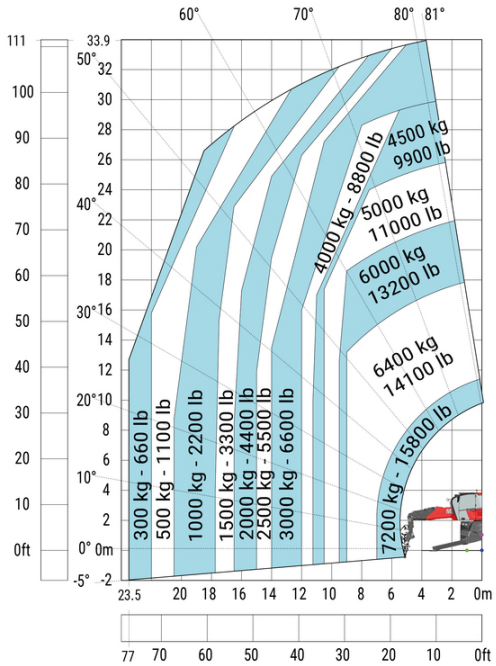 60° 70° 80° 81°
111 33.9
50°
32
100 30
90 28
4500 kg
9900 lb
26
80 24
4000 kg - 8800 lb
5000 kg
11000 lb
40°
70 22
20
6000 kg
13200 lb
60 18
30° 16
50 14
6400 kg
14100 lb
40 12
20° 10
30
8
300 kg - 660 lb
500 kg - 1100 lb
1000 kg - 2200 lb
1500 kg - 3300 lb
2000 kg - 4400 lb
2500 kg - 5500 lb
3000 kg - 6600 lb
7200 kg - 15800 lb
20 6
10°
4
10 2
0ft 0° 0m
-5° -2
23.5 20 18 16 14 12 10 8 6 4 2 0m
77 70 60 50 40 30 20 10 0ft